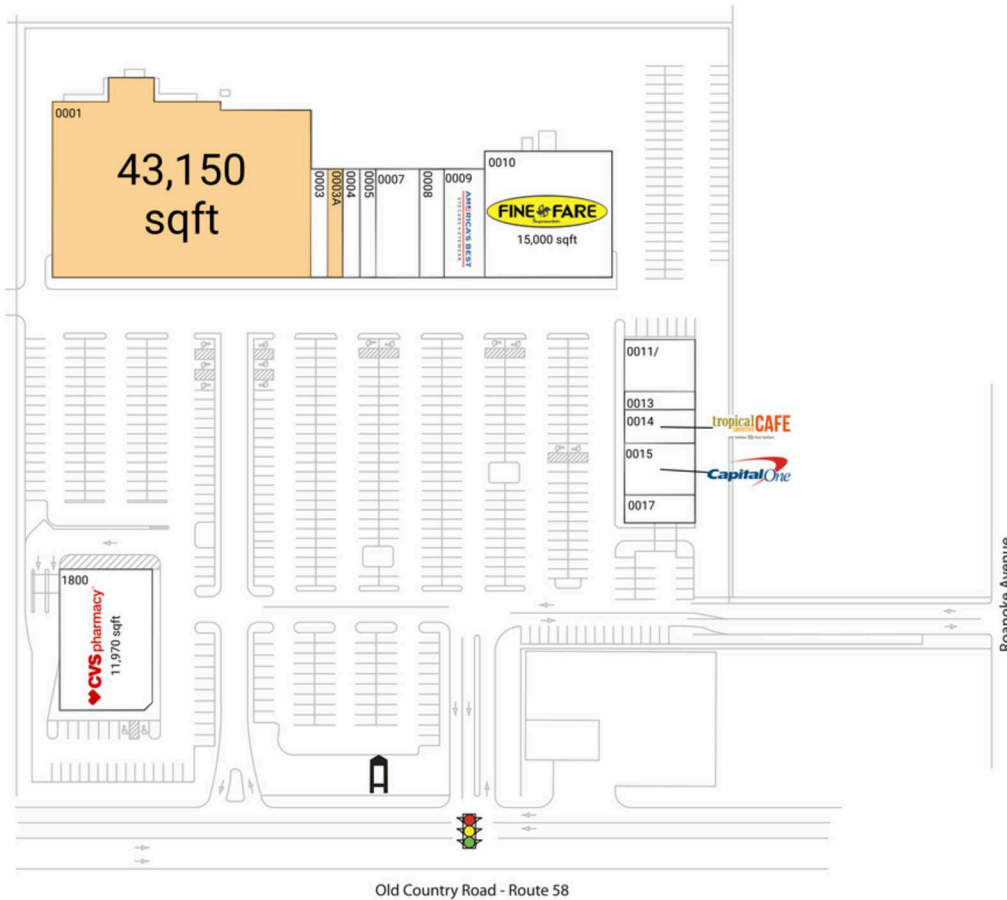 0001
43,150
sqft
0003
0003A
0004
0005
0007
0008
0009
AMERICA'S BEST
0010
FINE FARE
15,000 sqft
0011/
0013
0014
tropical
CAFE
0015
CapitalOne
0017
1800
CVS pharmacy
11,970 sqft
Roanoke Avenue
Old Country Road - Route 58